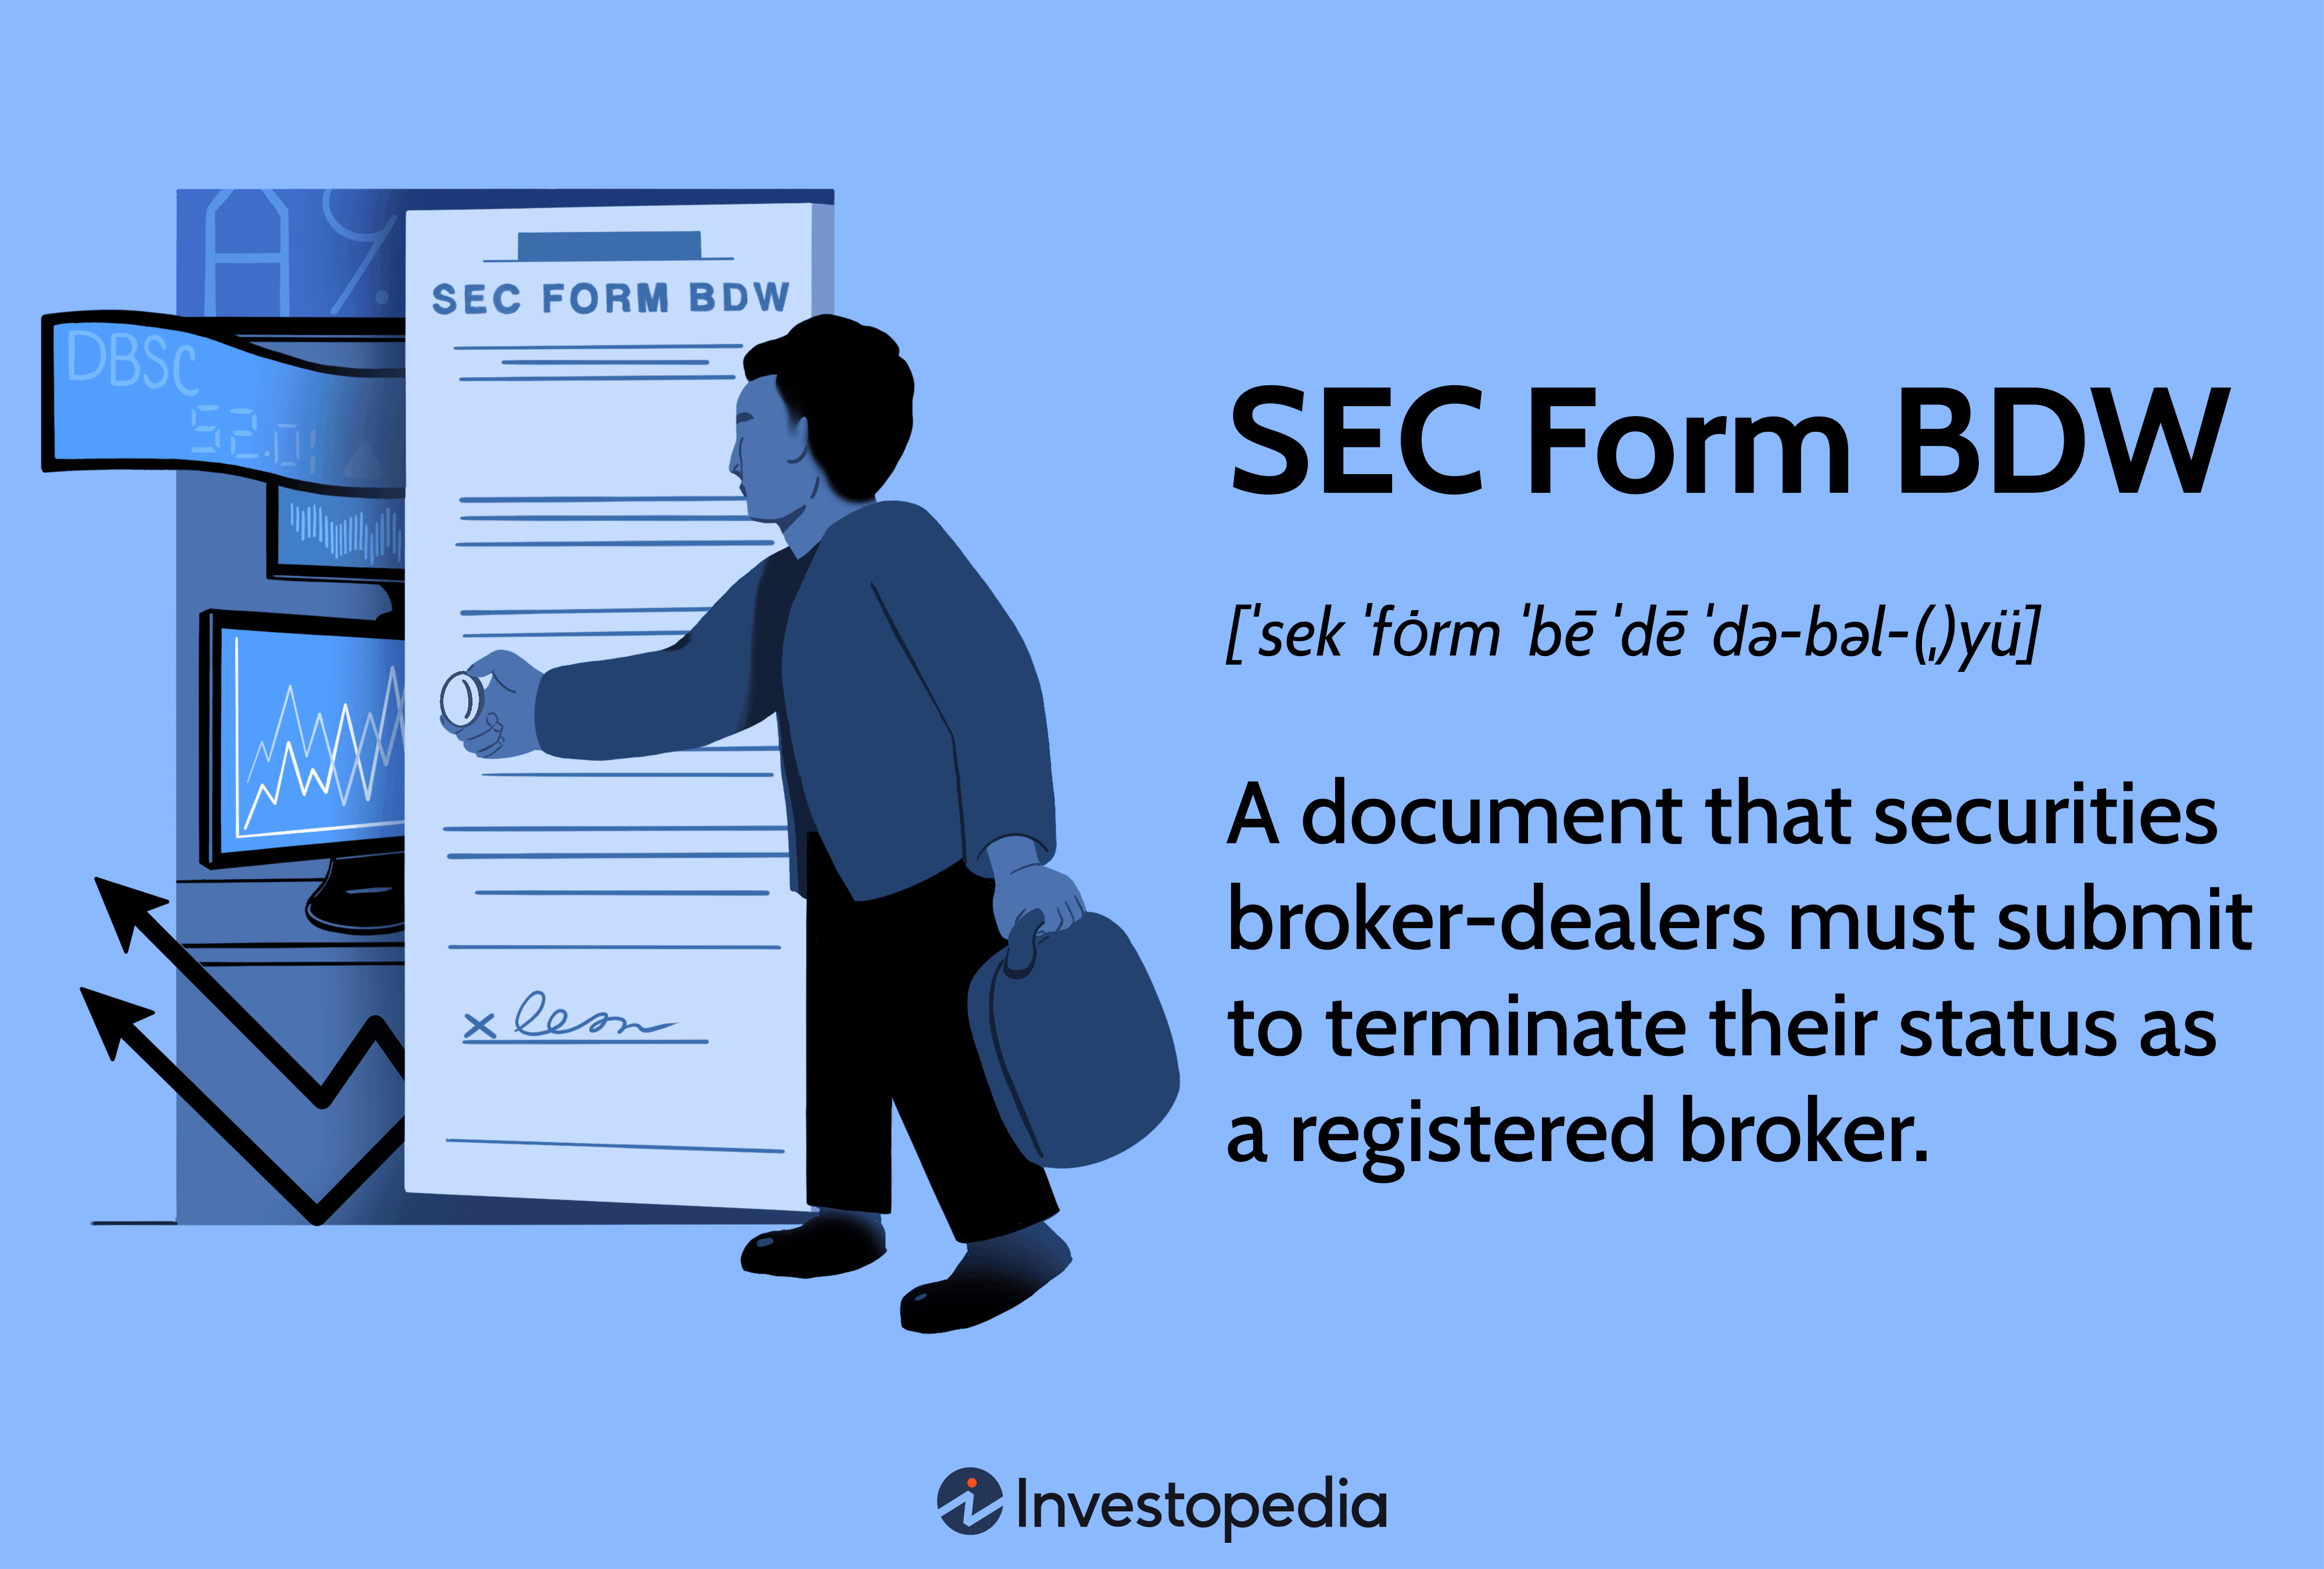 A %
DBSC
52.01
SEC FORM BDW
x
SEC Form BDW
[ˈsek ˈfȯrm ˈbē ˈdē ˈdə-bəl-(ˌ)yü]
A document that securities
broker-dealers must submit
to terminate their status as
a registered broker.
Investopedia